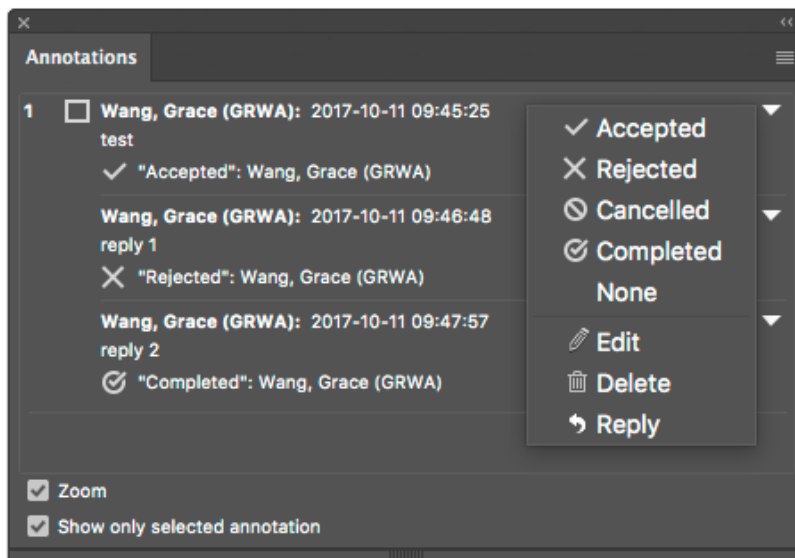 Annotations
1 Wang, Grace (GRWA): 2017-10-11 09:45:25
test
"Accepted": Wang, Grace (GRWA)
Wang, Grace (GRWA): 2017-10-11 09:46:48
reply 1
"Rejected": Wang, Grace (GRWA)
Wang, Grace (GRWA): 2017-10-11 09:47:57
reply 2
"Completed": Wang, Grace (GRWA)
Accepted
Rejected
Cancelled
Completed
None
Edit
Delete
Reply
Zoom
Show only selected annotation